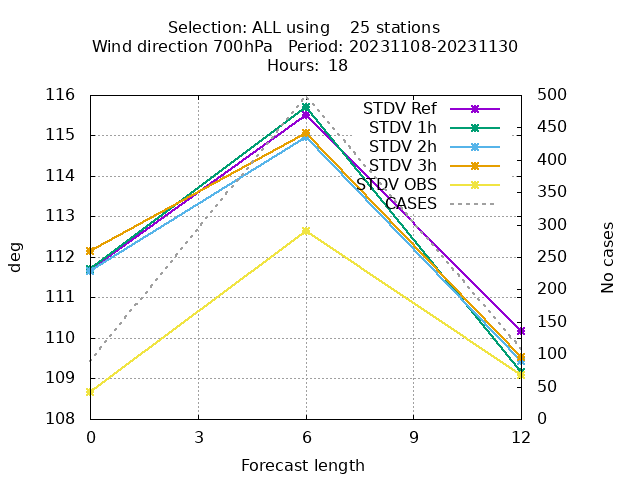 Selection: ALL using    25 stations
Wind direction 700hPa   Period: 20231108-20231130
Hours: 18
116
115
114
113
112
111
110
109
108
deg
500
450
400
350
300
250
200
150
100
50
0
No cases
STDV Ref
STDV 1h
STDV 2h
STDV 3h
STDV OBS
CASES
0 3 6 9 12
Forecast length